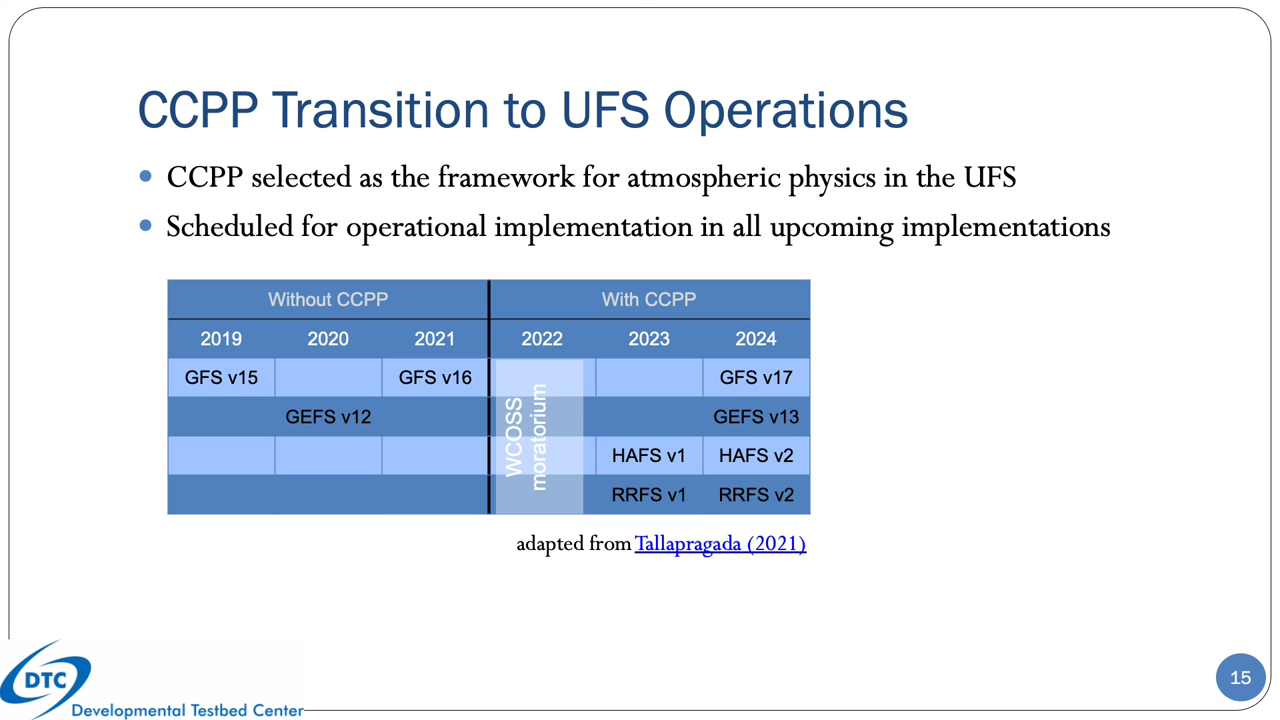 CCPP Transition to UFS Operations
• CCPP selected as the framework for atmospheric physics in the UFS
• Scheduled for operational implementation in all upcoming implementations
Without CCPP With CCPP
2019 2020 2021 2022 2023 2024
GFS v15 GFS v16 GFS v17
GEFS v12 GEFS v13
WCOSS
moratorium
HAFS v1 HAFS v2
RRFS v1 RRFS v2
adapted from Tallapragada (2021)
DTC
Developmental Testbed Center
15